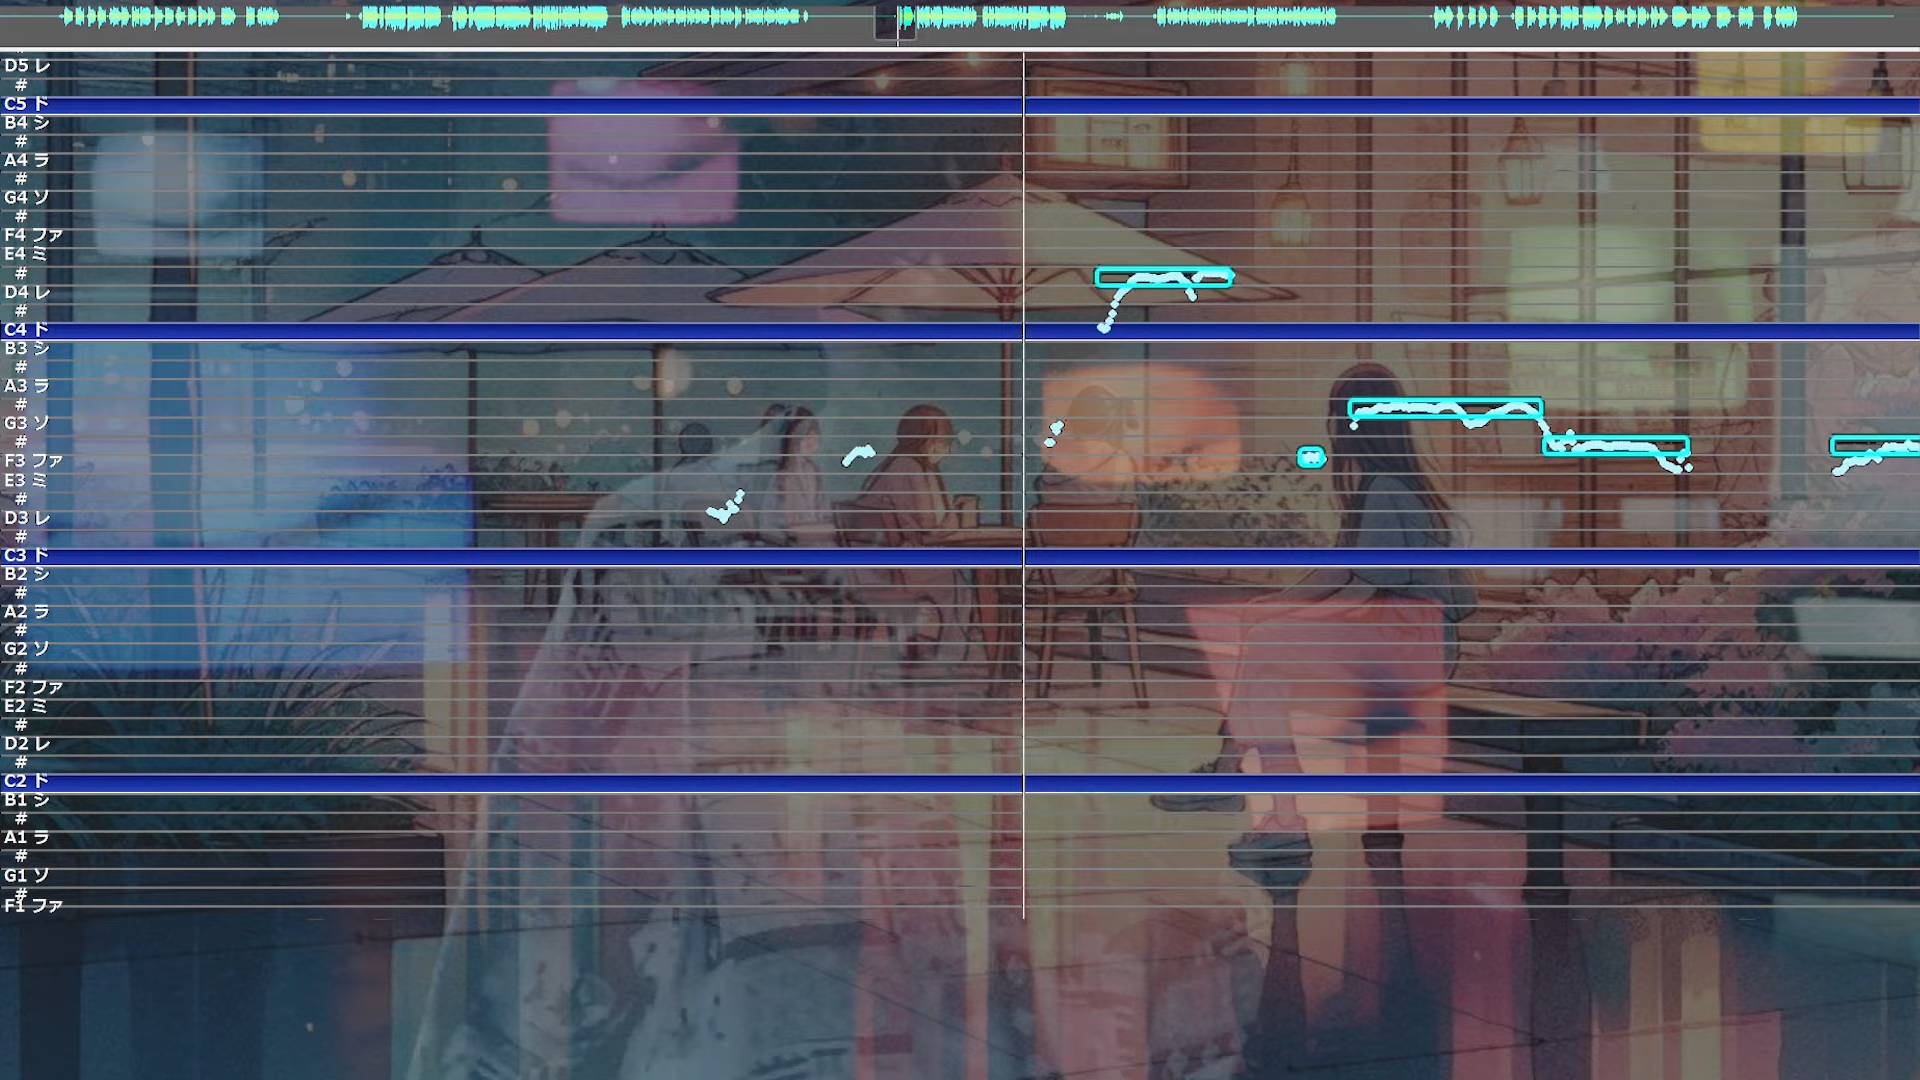 D5 レ
#
C5 ド
B4 シ
#
A4 ラ
#
G4 ソ
#
F4 ファ
E4 ミ
#
D4 レ
#
C4 ド
B3 シ
#
A3 ラ
#
G3 ソ
#
F3 ファ
E3 ミ
#
D3 レ
#
C3 ド
B2 シ
#
A2 ラ
#
G2 ソ
#
F2 ファ
E2 ミ
#
D2 レ
#
C2 ド
B1 シ
#
A1 ラ
#
G1 ソ
#
F1 ファ